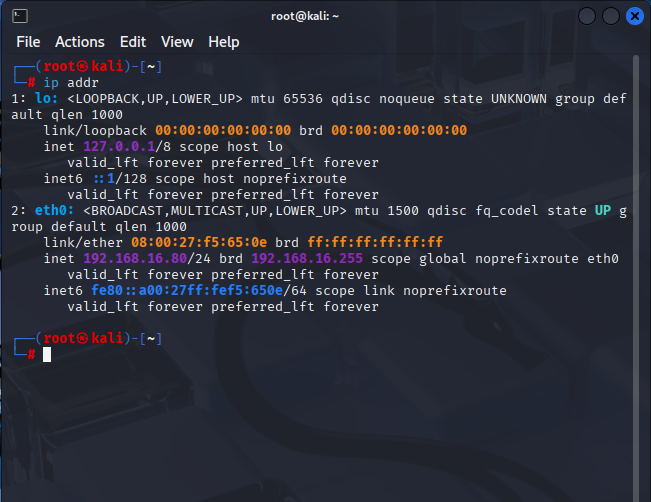 root@kali: ~
File Actions Edit View Help
┌──(root㉿kali)-[~]
└─# ip addr
1: lo: <LOOPBACK,UP,LOWER_UP> mtu 65536 qdisc noqueue state UNKNOWN group def
ault qlen 1000
    link/loopback 00:00:00:00:00:00 brd 00:00:00:00:00:00
    inet 127.0.0.1/8 scope host lo
       valid_lft forever preferred_lft forever
    inet6 ::1/128 scope host noprefixroute
       valid_lft forever preferred_lft forever
2: eth0: <BROADCAST,MULTICAST,UP,LOWER_UP> mtu 1500 qdisc fq_codel state UP g
roup default qlen 1000
    link/ether 08:00:27:f5:65:0e brd ff:ff:ff:ff:ff:ff
    inet 192.168.16.80/24 brd 192.168.16.255 scope global noprefixroute eth0
       valid_lft forever preferred_lft forever
    inet6 fe80::a00:27ff:fef5:650e/64 scope link noprefixroute
       valid_lft forever preferred_lft forever
┌──(root㉿kali)-[~]
└─#